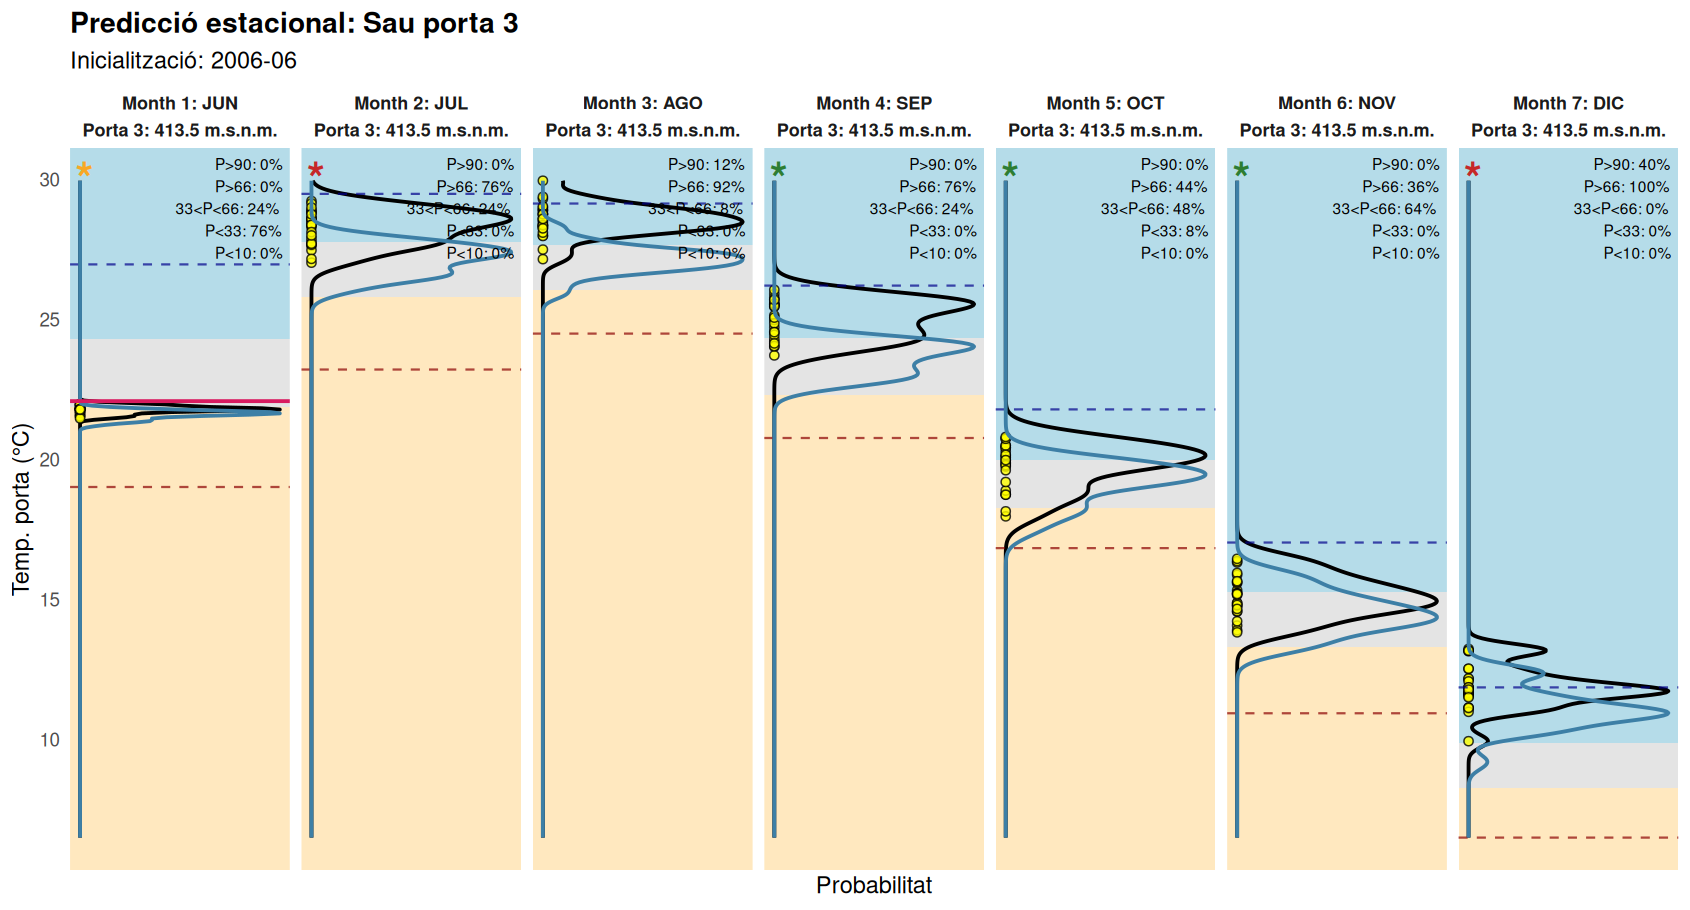 Predicció estacional: Sau porta 3
Inicialització: 2006-06
Month 1: JUN
Porta 3: 413.5 m.s.n.m.
Month 2: JUL
Porta 3: 413.5 m.s.n.m.
Month 3: AGO
Porta 3: 413.5 m.s.n.m.
Month 4: SEP
Porta 3: 413.5 m.s.n.m.
Month 5: OCT
Porta 3: 413.5 m.s.n.m.
Month 6: NOV
Porta 3: 413.5 m.s.n.m.
Month 7: DIC
Porta 3: 413.5 m.s.n.m.
*
P>90: 0%
P>66: 0%
33<P<66: 24%
P<33: 76%
P<10: 0%
*
P>90: 0%
P>66: 76%
33<P<66: 24%
P<33: 0%
P<10: 0%
P>90: 12%
P>66: 92%
33<P<66: 8%
P<33: 0%
P<10: 0%
*
P>90: 0%
P>66: 76%
33<P<66: 24%
P<33: 0%
P<10: 0%
*
P>90: 0%
P>66: 44%
33<P<66: 48%
P<33: 8%
P<10: 0%
*
P>90: 0%
P>66: 36%
33<P<66: 64%
P<33: 0%
P<10: 0%
*
P>90: 40%
P>66: 100%
33<P<66: 0%
P<33: 0%
P<10: 0%
30
25
20
15
10
Temp. porta (°C)
Probabilitat